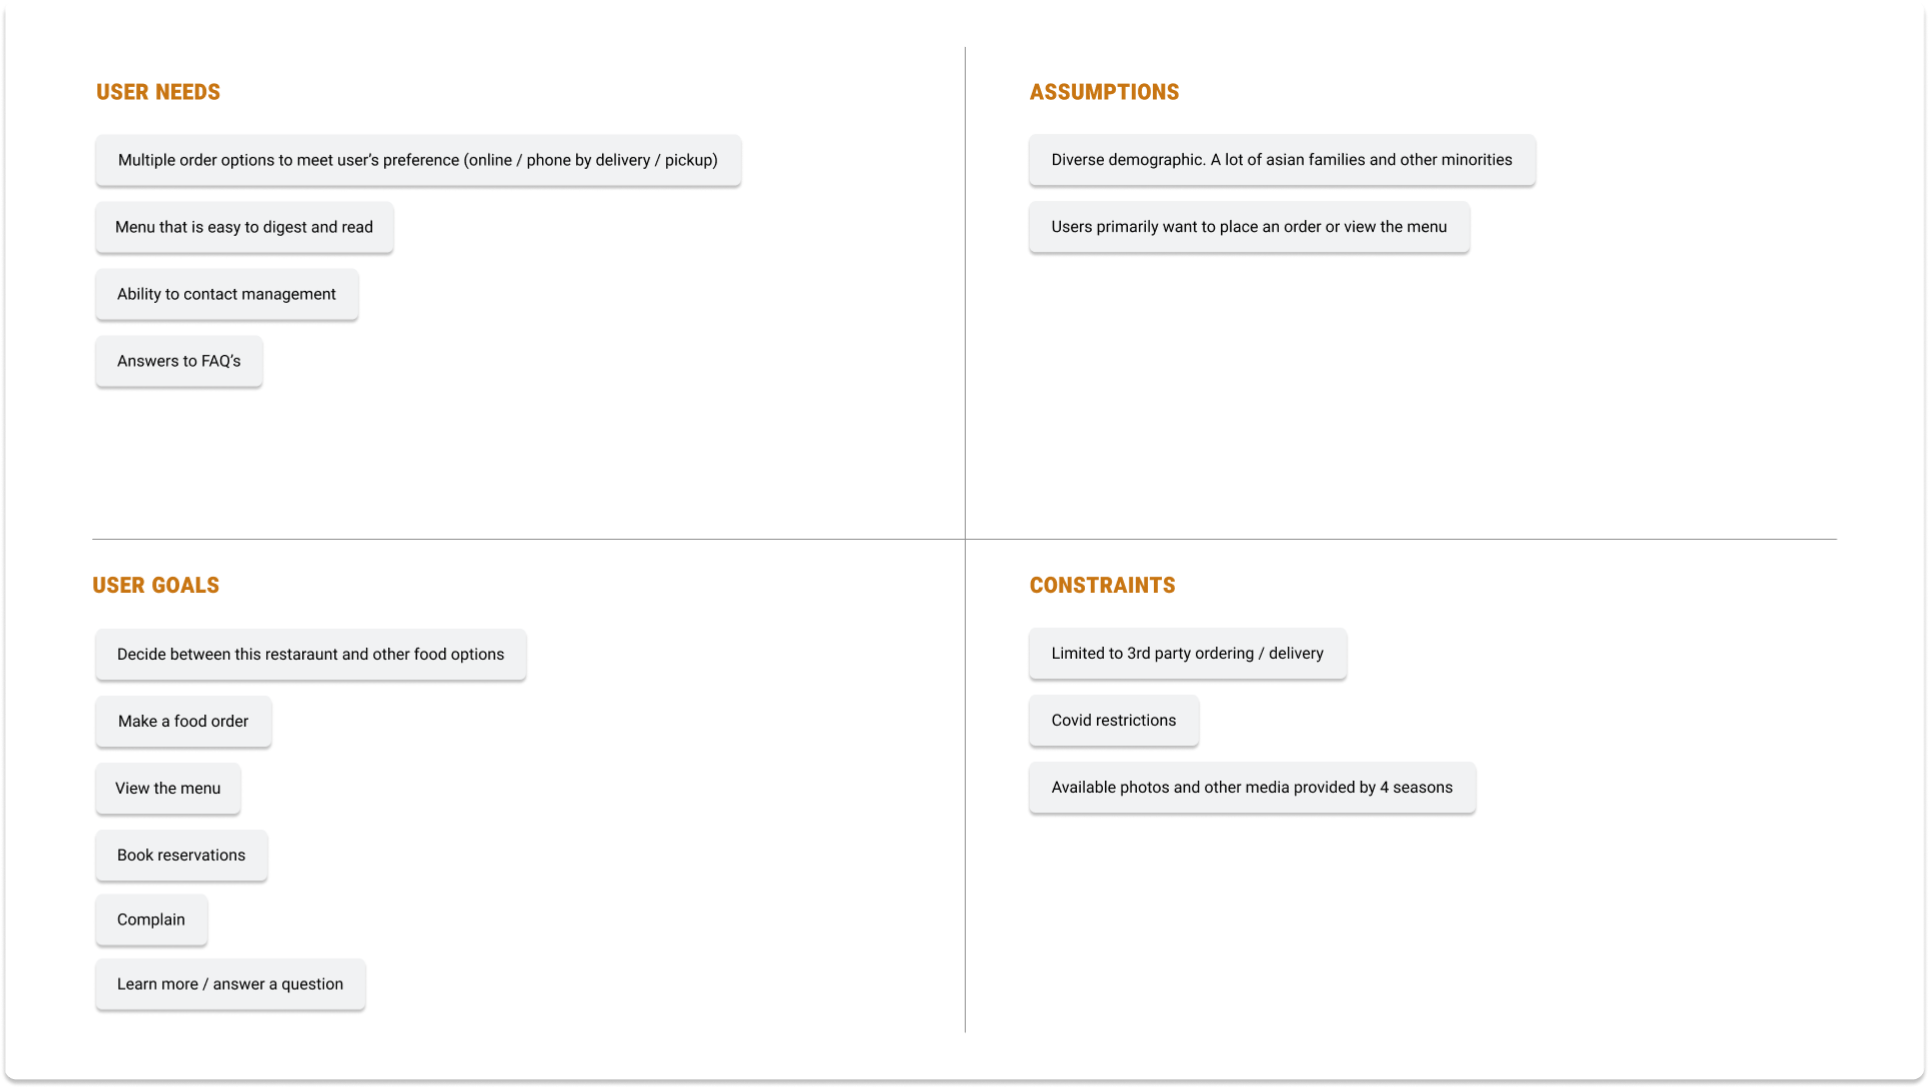 USER NEEDS
Multiple order options to meet user’s preference (online / phone by delivery / pickup)
Menu that is easy to digest and read
Ability to contact management
Answers to FAQ’s
ASSUMPTIONS
Diverse demographic. A lot of asian families and other minorities
Users primarily want to place an order or view the menu
USER GOALS
Decide between this restaraunt and other food options
Make a food order
View the menu
Book reservations
Complain
Learn more / answer a question
CONSTRAINTS
Limited to 3rd party ordering / delivery
Covid restrictions
Available photos and other media provided by 4 seasons